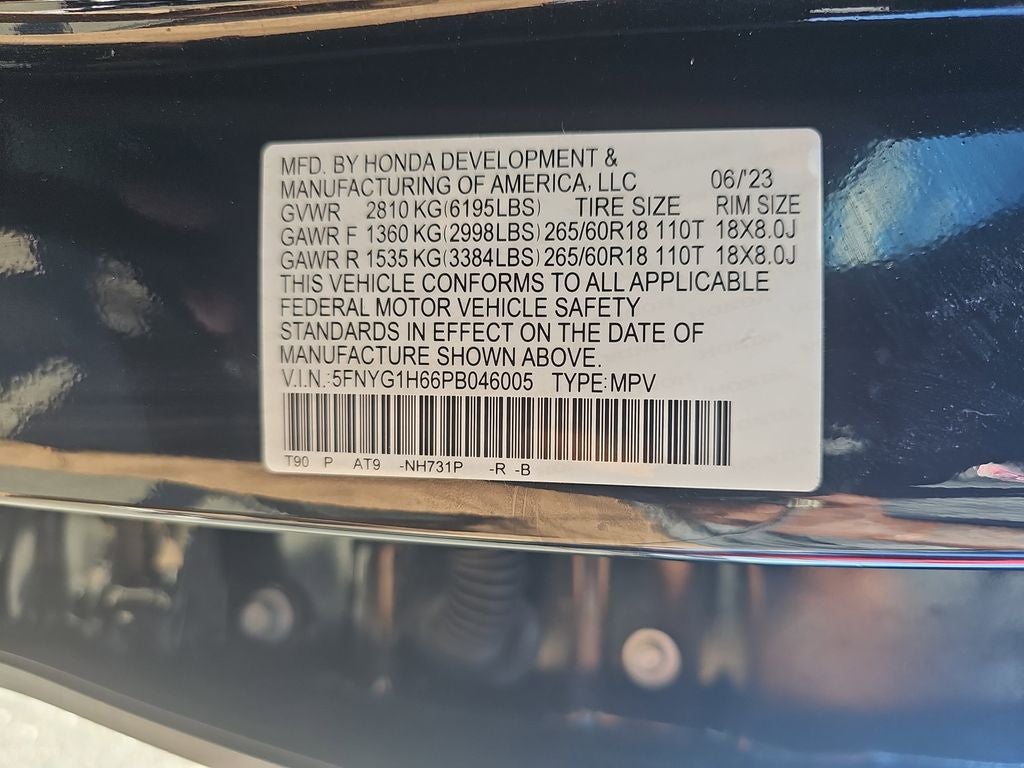 MFD. BY HONDA DEVELOPMENT &
MANUFACTURING OF AMERICA, LLC 06/'23
GVWR 2810 KG(6195LBS) TIRE SIZE RIM SIZE
GAWR F 1360 KG(2998LBS) 265/60R18 110T 18X8.0J
GAWR R 1535 KG(3384LBS) 265/60R18 110T 18X8.0J
THIS VEHICLE CONFORMS TO ALL APPLICABLE
FEDERAL MOTOR VEHICLE SAFETY
STANDARDS IN EFFECT ON THE DATE OF
MANUFACTURE SHOWN ABOVE.
V.I.N.:5FNYG1H66PB046005 TYPE:MPV
T90 P AT9 -NH731P -R -B